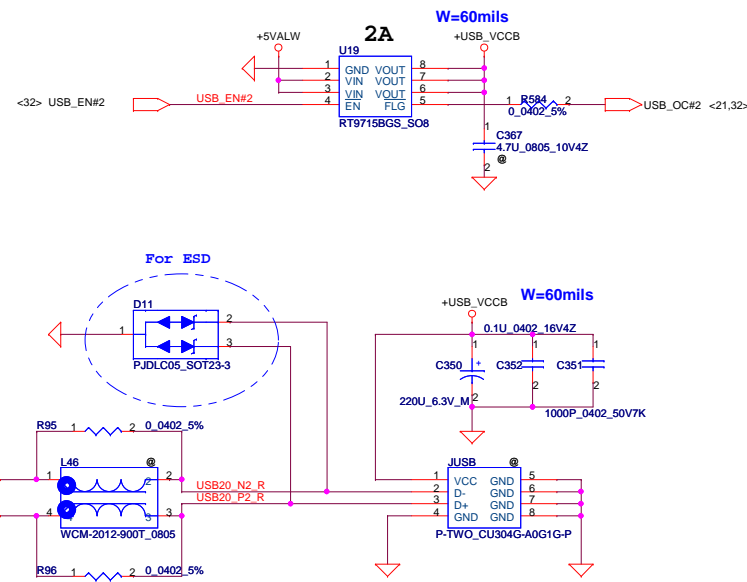 W=60mils
+5VALW 2A +USB_VCCB
U19
1 GND VOUT 8
2 VIN VOUT 7
3 VIN VOUT 6
4 EN FLG 5
RT9715BGS_SO8
<32> USB_EN#2 USB_EN#2
1 R584 2
0_0402_5%
USB_OC#2 <21,32>
1
C367
4.7U_0805_10V4Z
2 @
For ESD
D11
1 2
3
PJDLC05_SOT23-3
+USB_VCCB W=60mils
0.1U_0402_16V4Z
1 1 1
C350 + C352 C351
2 2 2
220U_6.3V_M
1000P_0402_50V7K
R95 1 2 0_0402_5%
L46 @
1 2 2
4 4 3 3
WCM-2012-900T_0805
USB20_N2_R
USB20_P2_R
R96 1 2 0_0402_5%
JUSB @
1 VCC GND 5
2 D- GND 6
3 D+ GND 7
4 GND GND 8
P-TWO_CU304G-A0G1G-P